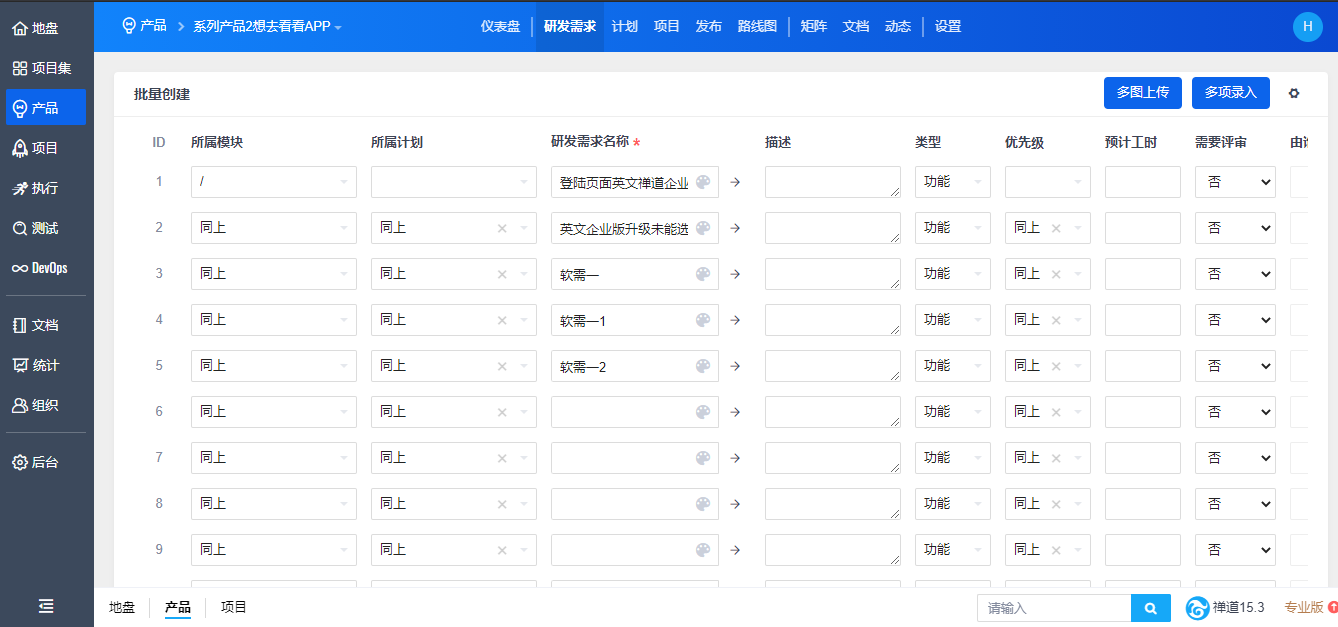 地盘
项目集
产品
项目
执行
测试
DevOps
文档
统计
组织
后台
产品 系列产品2想去看看APP 仪表盘 研发需求 计划 项目 发布 路线图 矩阵 文档 动态 设置 H
批量创建 多图上传 多项录入
ID 所属模块 所属计划 研发需求名称 * 描述 类型 优先级 预计工时 需要评审 由
1 / 登陆页面英文禅道企业 功能 否
2 同上 同上 英文企业版升级未能选 功能 同上 否
3 同上 同上 软需一 功能 同上 否
4 同上 同上 软需一1 功能 同上 否
5 同上 同上 软需一2 功能 同上 否
6 同上 同上 功能 同上 否
7 同上 同上 功能 同上 否
8 同上 同上 功能 同上 否
9 同上 同上 功能 同上 否
地盘 产品 项目 请输入 禅道15.3 专业版